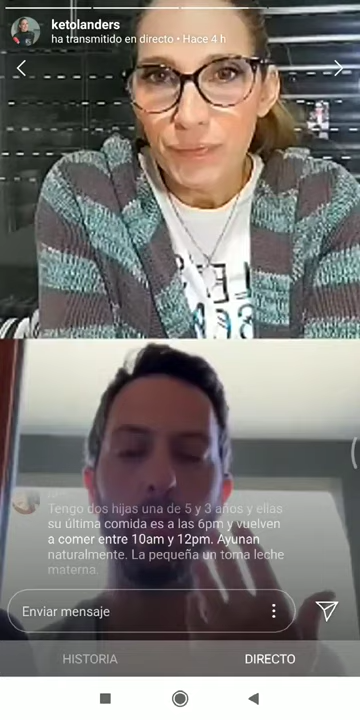 ketolanders
ha transmitido en directo • Hace 4 h
Tengo dos hijas una de 5 y 3 años y ellas
su última comida es a las 6pm y vuelven
a comer entre 10am y 12pm. Ayunan
naturalmente. La pequeña un toma leche
materna.
Enviar mensaje
HISTORIA
DIRECTO